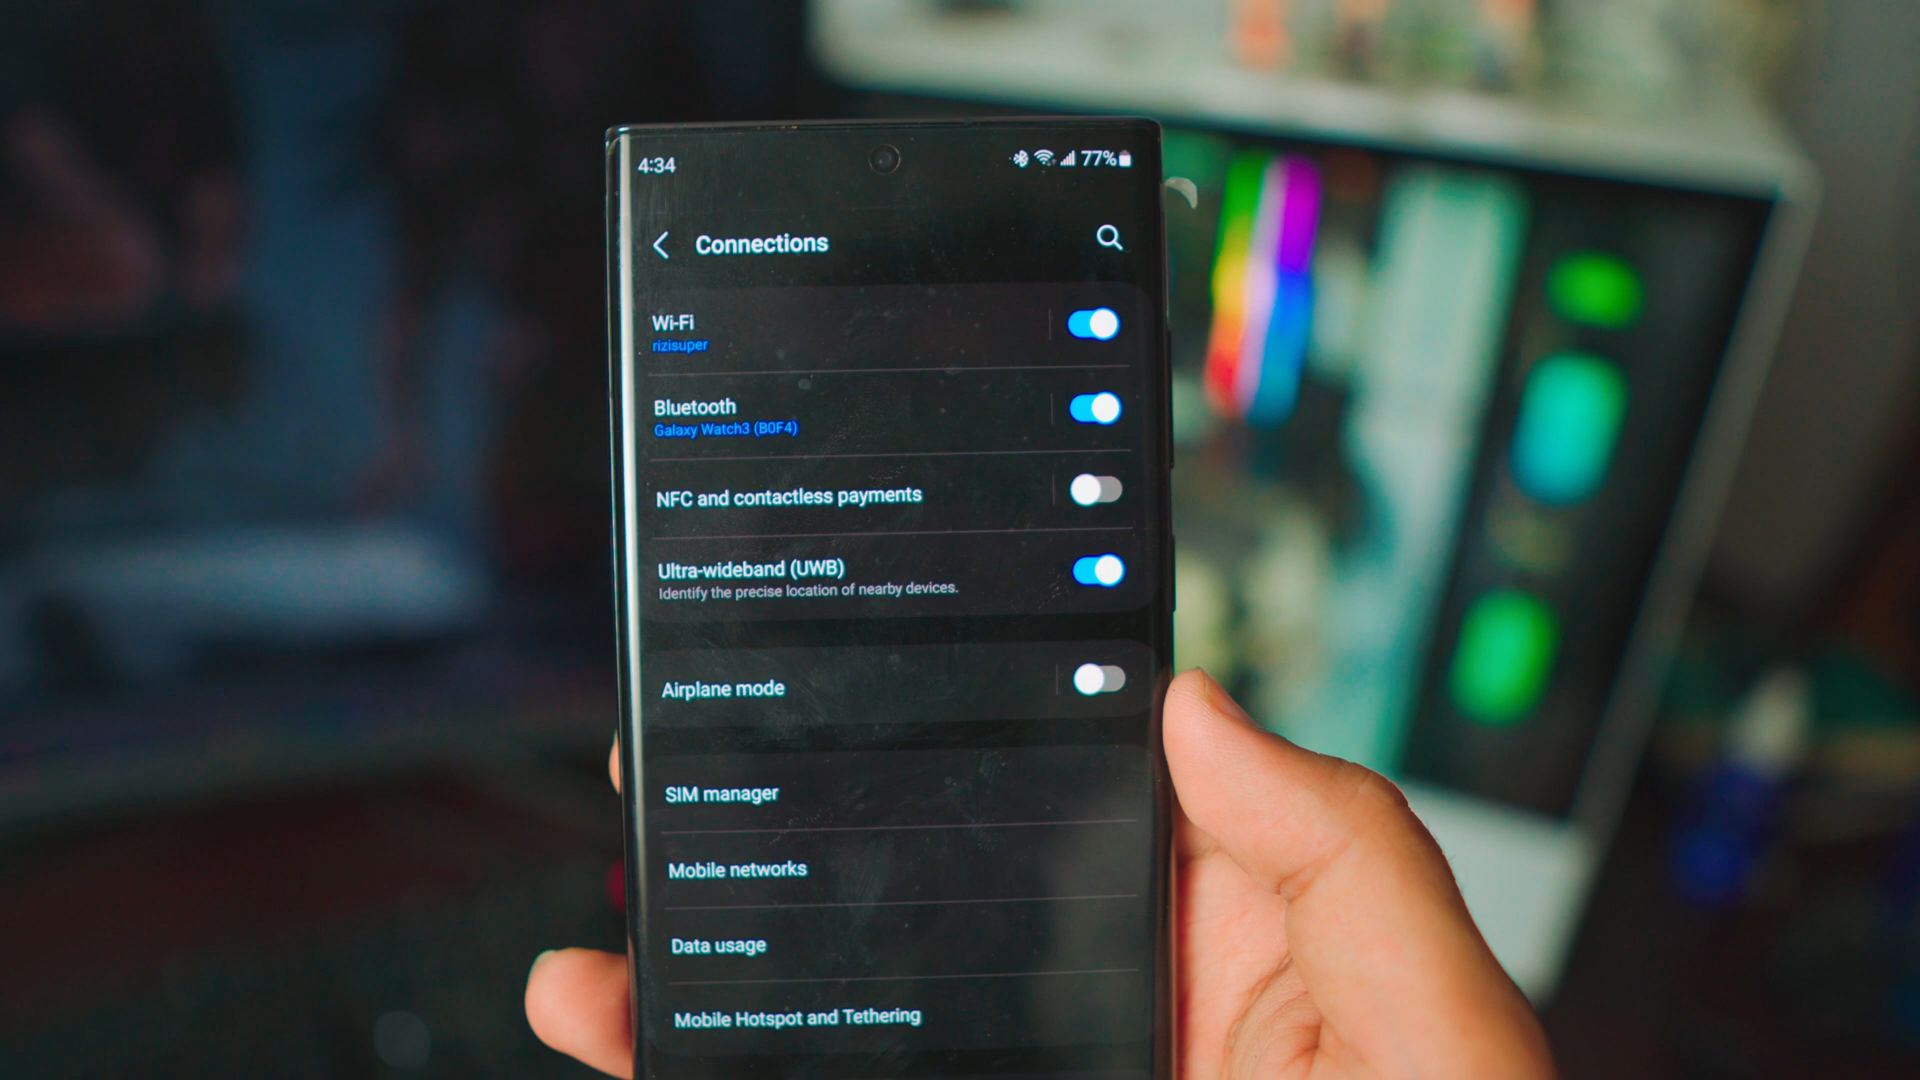 4:34
77%
Connections
Wi-Fi
rizisuper
Bluetooth
Galaxy Watch3 (B0F4)
NFC and contactless payments
Ultra-wideband (UWB)
Identify the precise location of nearby devices.
Airplane mode
SIM manager
Mobile networks
Data usage
Mobile Hotspot and Tethering